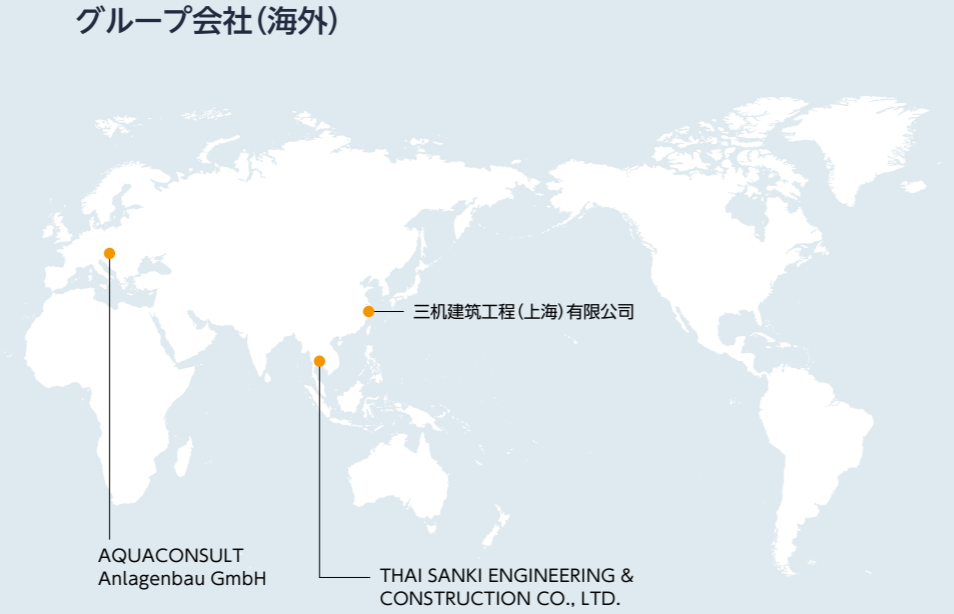 グループ会社（海外）
三机建筑工程（上海）有限公司
AQUACONSULT
Anlagenbau GmbH
THAI SANKI ENGINEERING &
CONSTRUCTION CO., LTD.